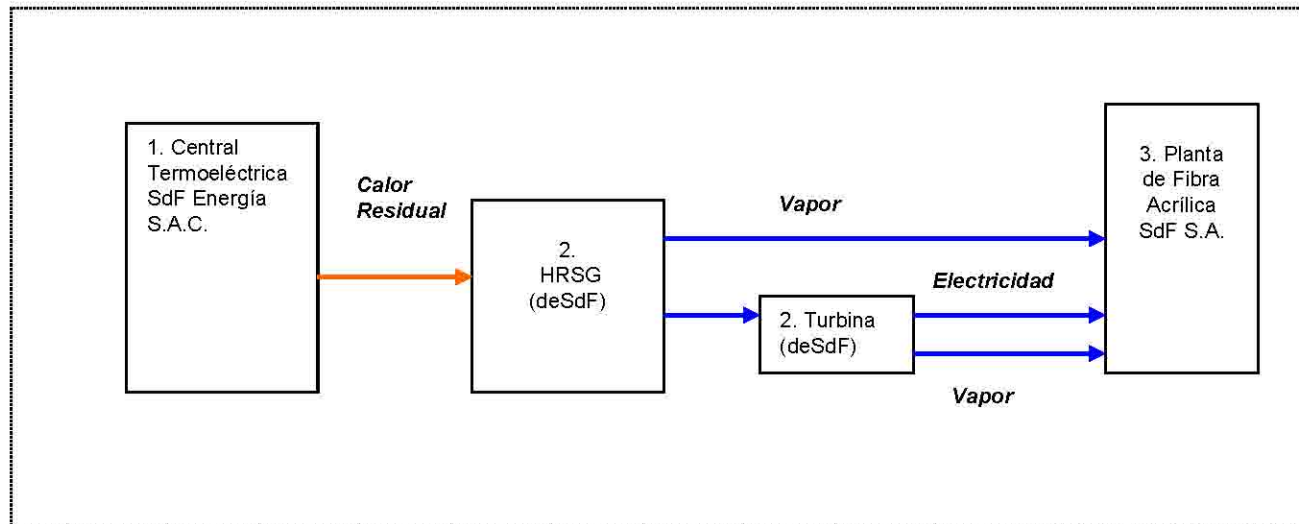 1. Central
Termoeléctrica
SdF Energía
S.A.C.
Calor
Residual
2.
HRSG
(deSdF)
Vapor
Electricidad
2. Turbina
(deSdF)
Vapor
3. Planta
de Fibra
Acrílica
SdF S.A.